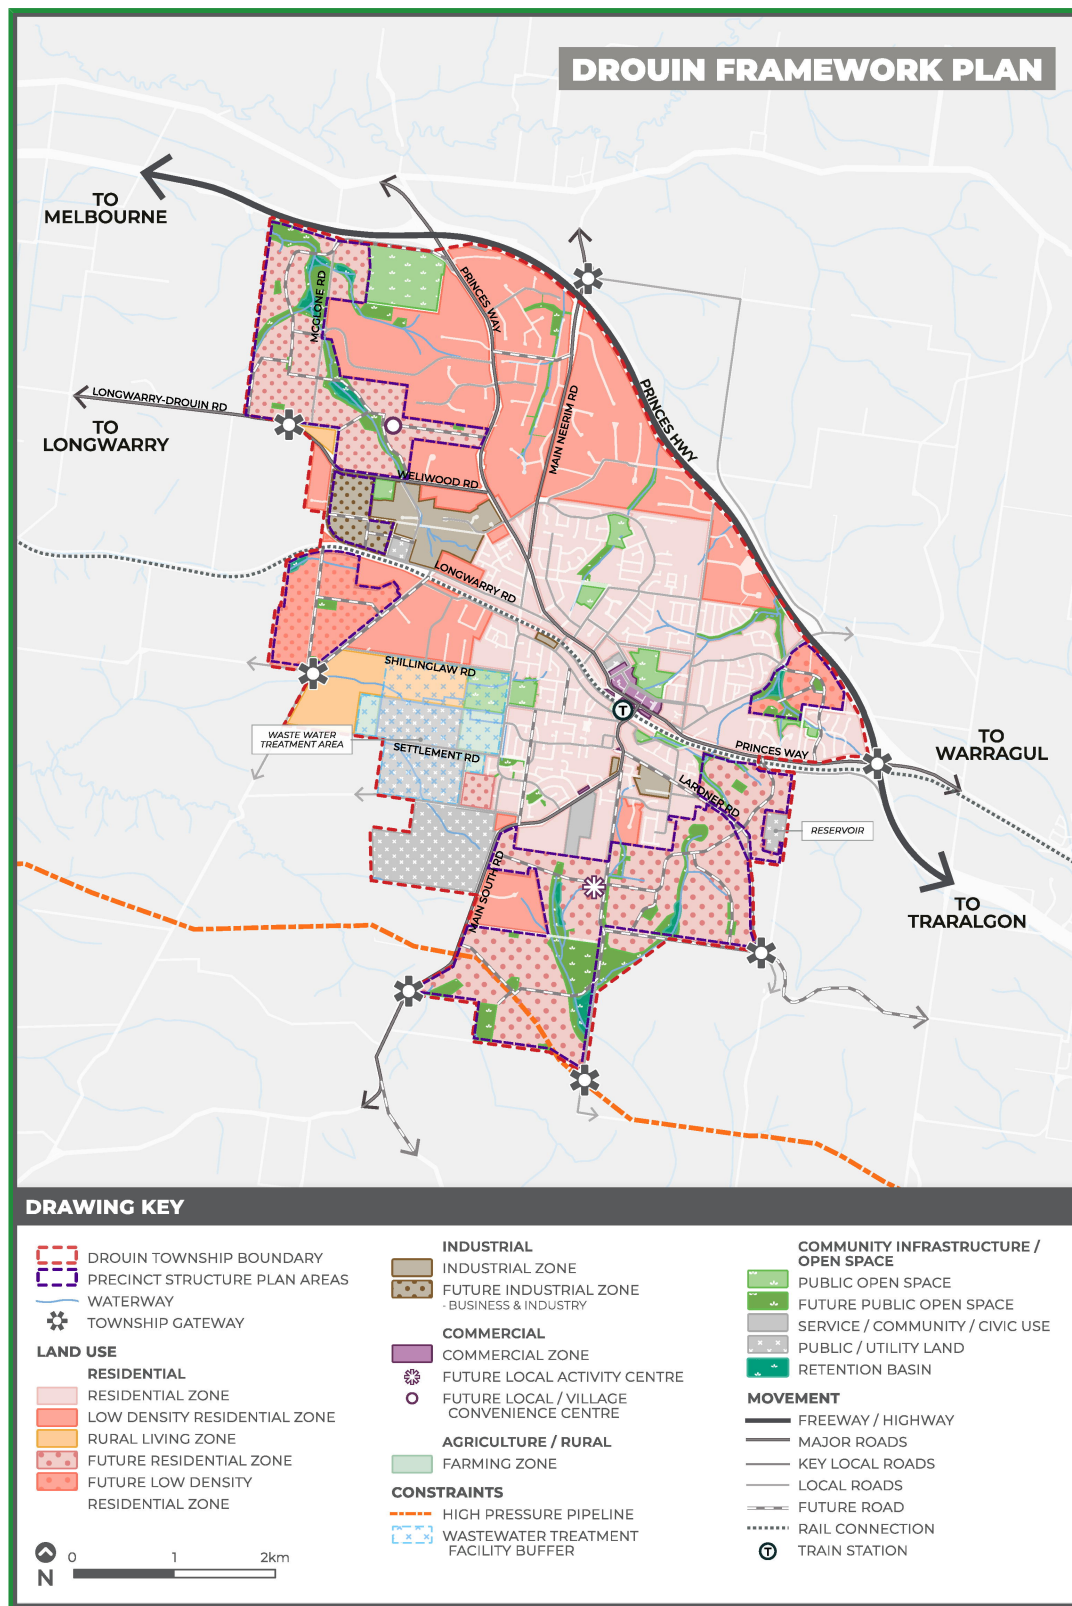 DROUIN FRAMEWORK PLAN
TO
MELBOURNE
PRINCES WAY
MCGLONE RD
MAIN NEERIM RD
PRINCES HWY
LONGWARRY-DROUIN RD
TO
LONGWARRY
WELIWOOD RD
LONGWARRY RD
SHILLINGLAW RD
WASTE WATER
TREATMENT AREA
SETTLEMENT RD
T
PRINCES WAY
TO
WARRAGUL
LARDNER RD
RESERVOIR
MAIN SOUTH RD
TO
TRARALGON
DRAWING KEY
DROUIN TOWNSHIP BOUNDARY
PRECINCT STRUCTURE PLAN AREAS
WATERWAY
TOWNSHIP GATEWAY
LAND USE
RESIDENTIAL
RESIDENTIAL ZONE
LOW DENSITY RESIDENTIAL ZONE
RURAL LIVING ZONE
FUTURE RESIDENTIAL ZONE
FUTURE LOW DENSITY
RESIDENTIAL ZONE
N
0 1 2km
INDUSTRIAL
INDUSTRIAL ZONE
FUTURE INDUSTRIAL ZONE
- BUSINESS & INDUSTRY
COMMERCIAL
COMMERCIAL ZONE
FUTURE LOCAL ACTIVITY CENTRE
FUTURE LOCAL / VILLAGE
CONVENIENCE CENTRE
AGRICULTURE / RURAL
FARMING ZONE
CONSTRAINTS
HIGH PRESSURE PIPELINE
WASTEWATER TREATMENT
FACILITY BUFFER
COMMUNITY INFRASTRUCTURE /
OPEN SPACE
PUBLIC OPEN SPACE
FUTURE PUBLIC OPEN SPACE
SERVICE / COMMUNITY / CIVIC USE
PUBLIC / UTILITY LAND
RETENTION BASIN
MOVEMENT
FREEWAY / HIGHWAY
MAJOR ROADS
KEY LOCAL ROADS
LOCAL ROADS
FUTURE ROAD
RAIL CONNECTION
T TRAIN STATION